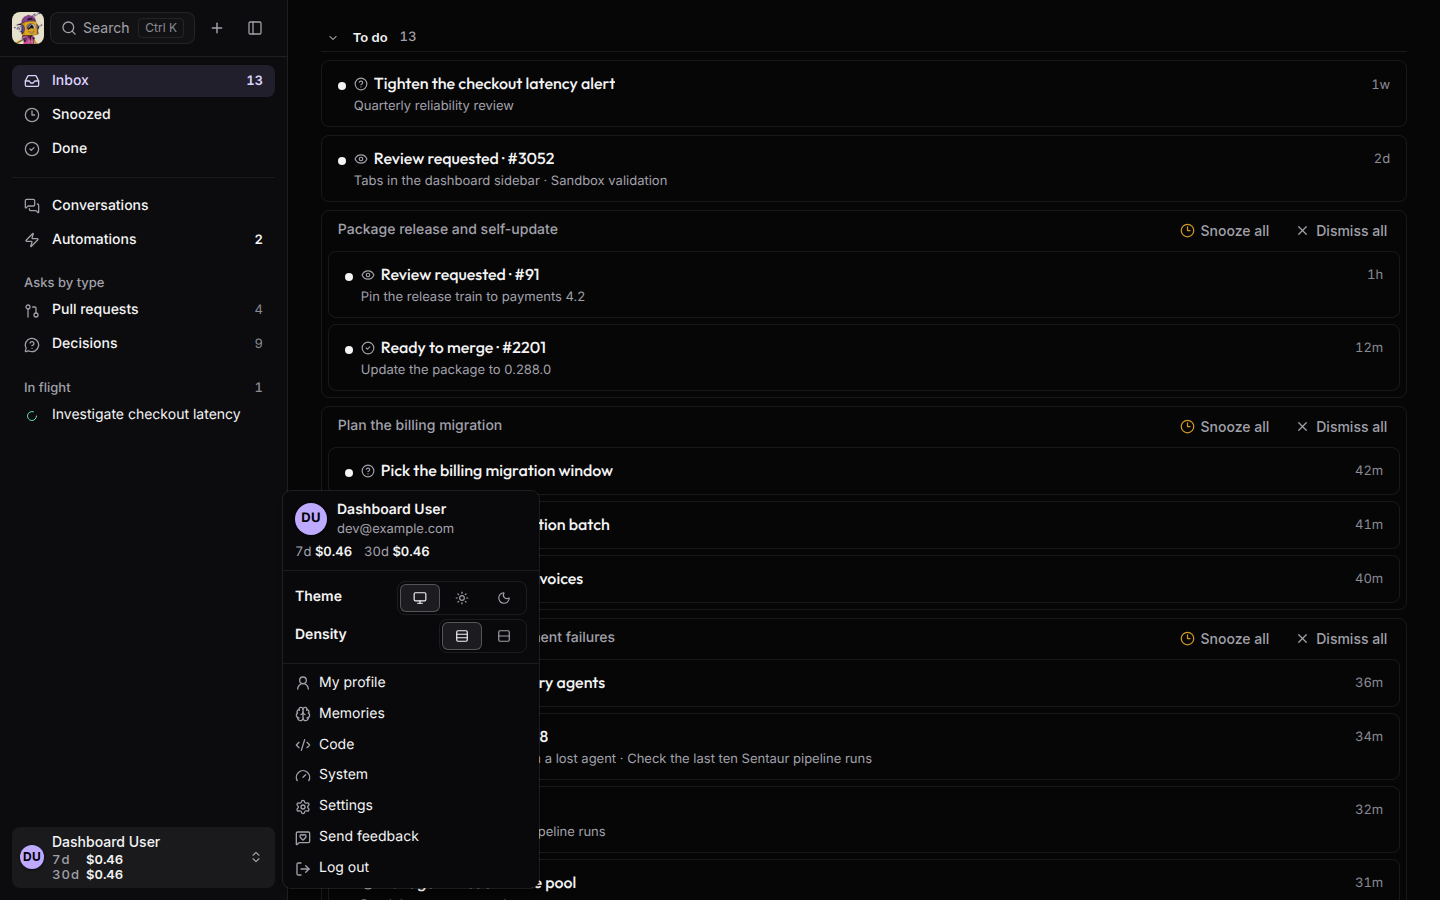 Search Ctrl K
Inbox 13
Snoozed
Done
Conversations
Automations 2
Asks by type
Pull requests 4
Decisions 9
In flight 1
Investigate checkout latency
DU Dashboard User
7d $0.46
30d $0.46
To do 13
Tighten the checkout latency alert 1w
Quarterly reliability review
Review requested · #3052 2d
Tabs in the dashboard sidebar · Sandbox validation
Package release and self-update Snooze all Dismiss all
Review requested · #91 1h
Pin the release train to payments 4.2
Ready to merge · #2201 12m
Update the package to 0.288.0
Plan the billing migration Snooze all Dismiss all
Pick the billing migration window 42m
batch 41m
40m
failures Snooze all Dismiss all
agents 36m
34m
a lost agent · Check the last ten Sentaur pipeline runs
32m
runs
pool 31m
DU Dashboard User
dev@example.com
7d $0.46 30d $0.46
Theme
Density
My profile
Memories
Code
System
Settings
Send feedback
Log out